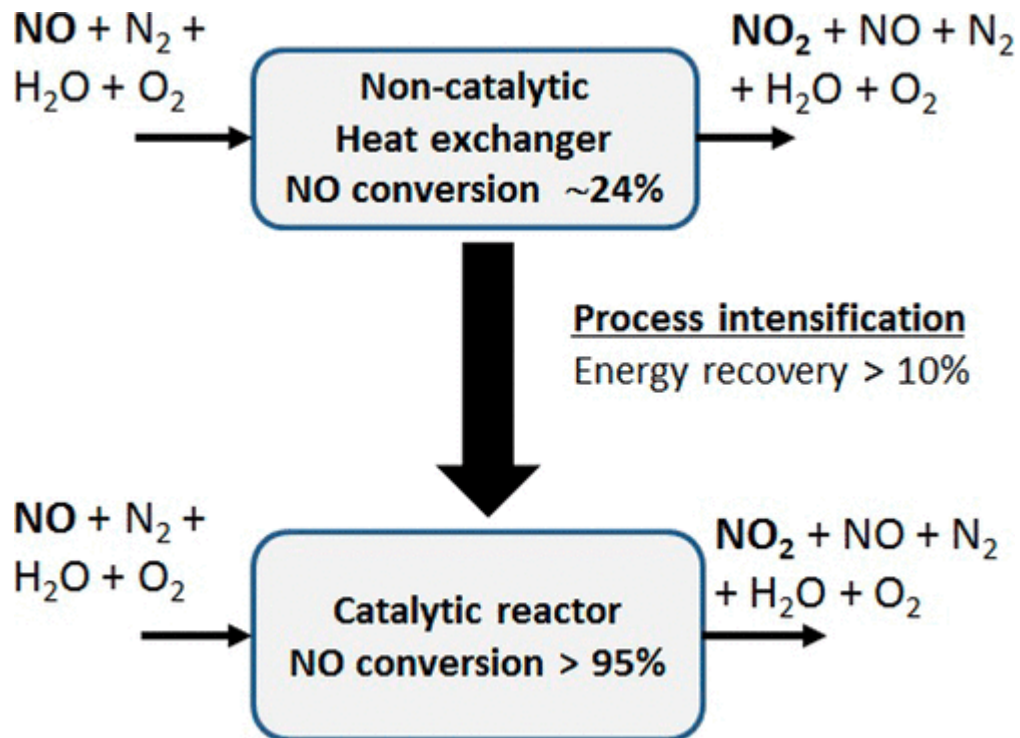 NO + N₂ +
H₂O + O₂
Non-catalytic
Heat exchanger
NO conversion ~24%
NO₂ + NO + N₂
+ H₂O + O₂
Process intensification
Energy recovery > 10%
NO + N₂ +
H₂O + O₂
Catalytic reactor
NO conversion > 95%
NO₂ + NO + N₂
+ H₂O + O₂